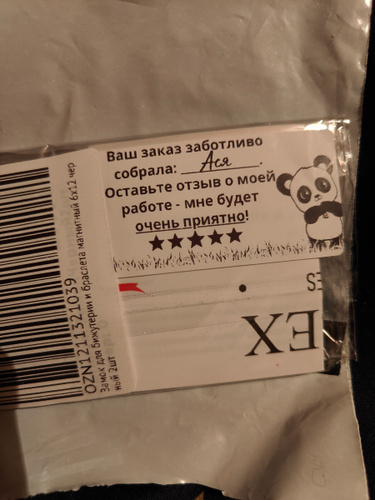 Ваш заказ заботливо
собрала: Ася.
Оставьте отзыв о моей
работе - мне будет
очень приятно!
OZN1211321039
Замок для бижутерии и браслета магнитный 6х12 чер
ный 2шт
ES
EX